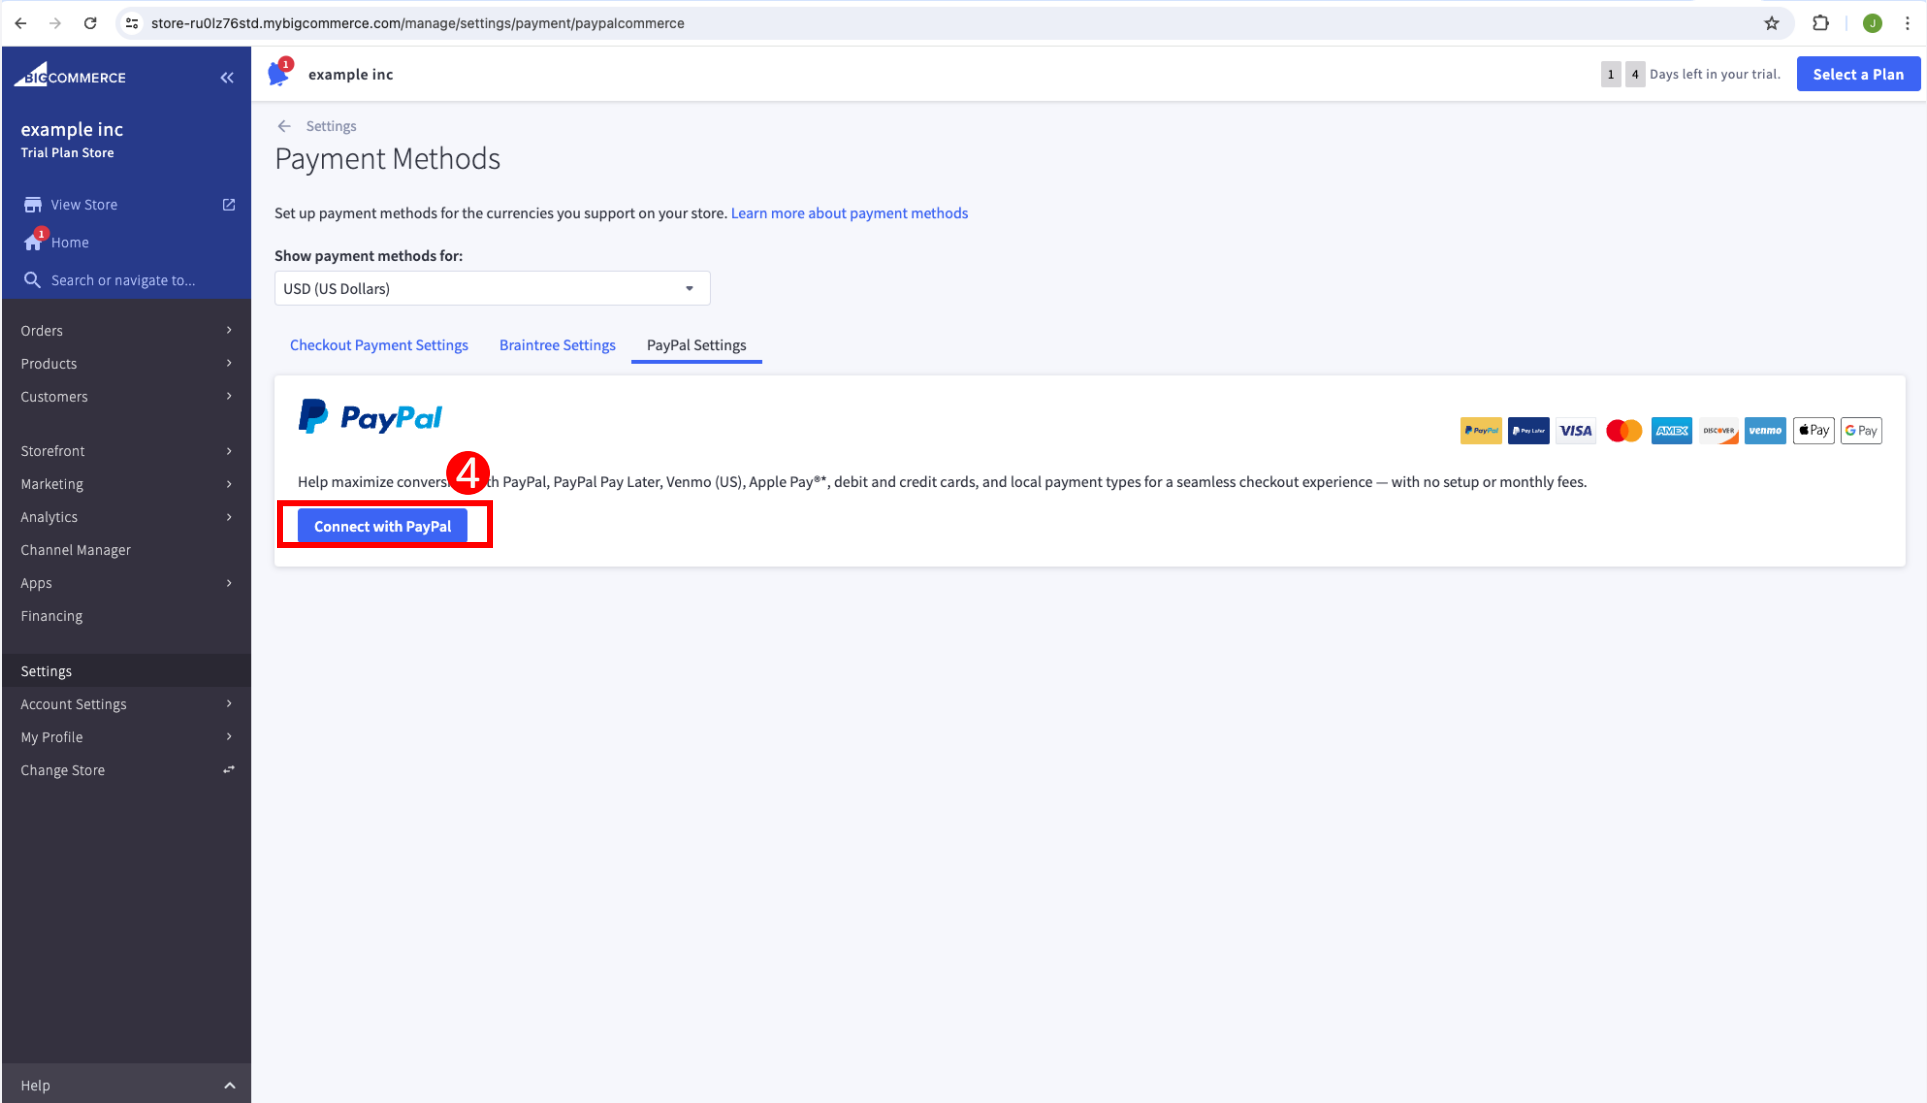 store-ru0lz76std.mybigcommerce.com/manage/settings/payment/paypalcommerce
J
BIGCOMMERCE
1
example inc
1 4 Days left in your trial.
Select a Plan
example inc
Trial Plan Store
View Store
1
Home
Search or navigate to...
Orders
Products
Customers
Storefront
Marketing
Analytics
Channel Manager
Apps
Financing
Settings
Account Settings
My Profile
Change Store
Help
Settings
Payment Methods
Set up payment methods for the currencies you support on your store. Learn more about payment methods
Show payment methods for:
USD (US Dollars)
Checkout Payment Settings
Braintree Settings
PayPal Settings
PayPal
PayPal Pay Later VISA AMEX DISCOVER venmo Pay G Pay
4
Help maximize convers h PayPal, PayPal Pay Later, Venmo (US), Apple Pay®*, debit and credit cards, and local payment types for a seamless checkout experience — with no setup or monthly fees.
Connect with PayPal